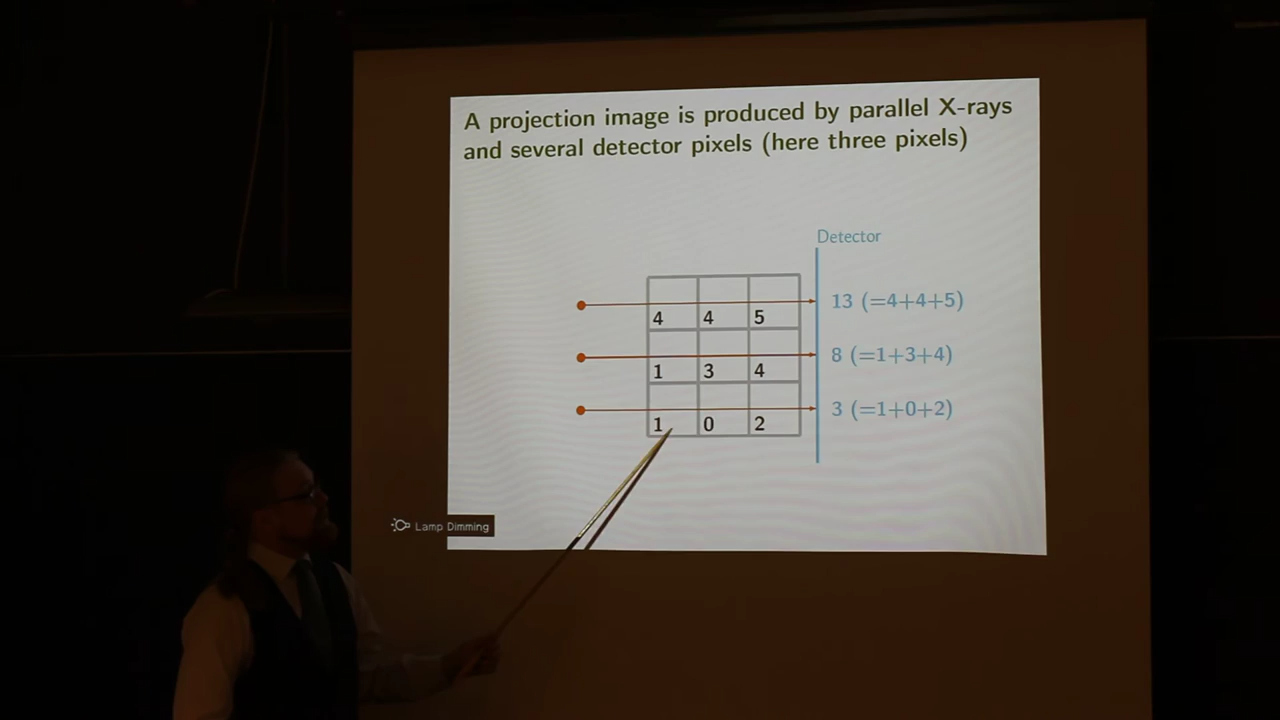 A projection image is produced by parallel X-rays
and several detector pixels (here three pixels)
Detector
4 4 5 13 (=4+4+5)
1 3 4 8 (=1+3+4)
1 0 2 3 (=1+0+2)
Lamp Dimming